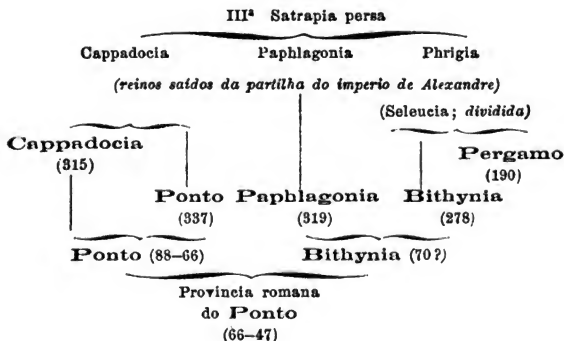 IIIª Satrapia persa
Cappadocia Paphlagonia Phrigia
(reinos saídos da partilha do imperio de Alexandre)
(Seleucia; dividida)
Cappadocia
(315)
Pergamo
(190)
Ponto Paphlagonia Bithynia
(337) (319) (278)
Ponto (88–66) Bithynia (70?)
Provincia romana
do Ponto
(66–47)